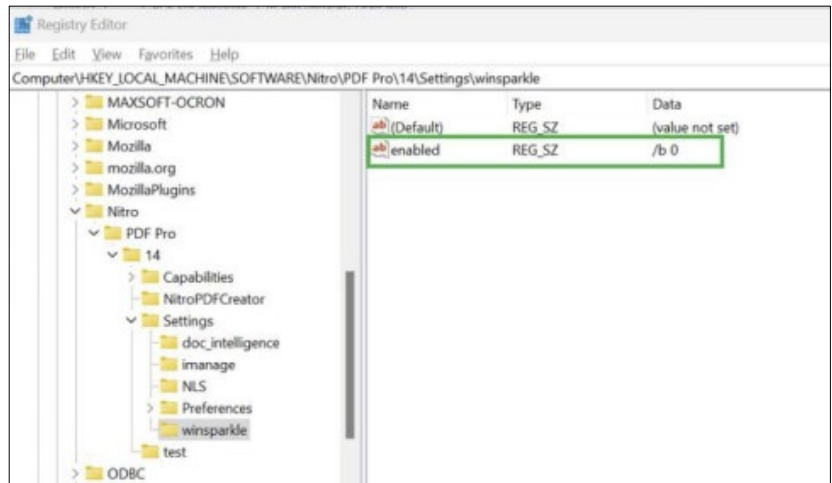 Registry Editor
File Edit View Favorites Help
Computer\HKEY_LOCAL_MACHINE\SOFTWARE\Nitro\PDF Pro\14\Settings\winsparkle
MAXSOFT-OCRON
Microsoft
Mozilla
mozilla.org
MozillaPlugins
Nitro
PDF Pro
14
Capabilities
NitroPDFCreator
Settings
doc_intelligence
imanage
NLS
Preferences
winsparkle
test
ODBC
Name Type Data
(Default) REG_SZ (value not set)
enabled REG_SZ /b 0